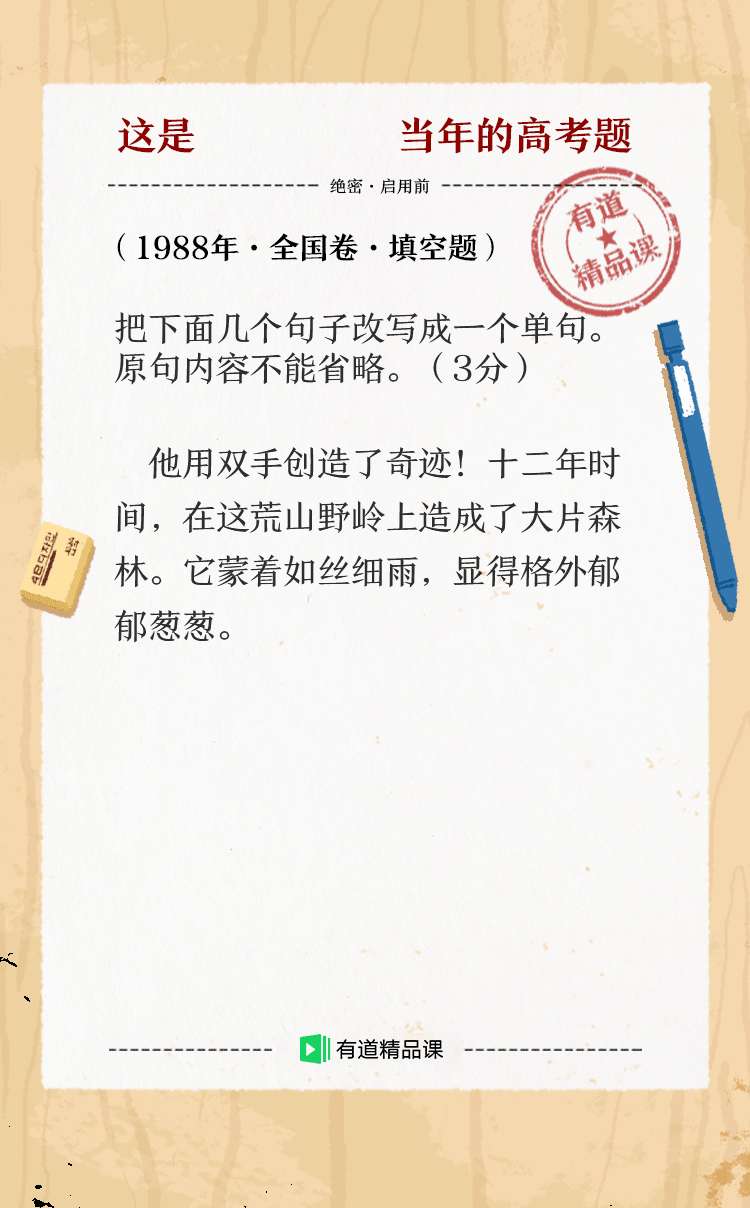 这是 当年的高考题
绝密·启用前
有道
精品课
（1988年·全国卷·填空题）
把下面几个句子改写成一个单句。
原句内容不能省略。（3分）
他用双手创造了奇迹！十二年时
间，在这荒山野岭上造成了大片森
林。它蒙着如丝细雨，显得格外郁
郁葱葱。
有道精品课